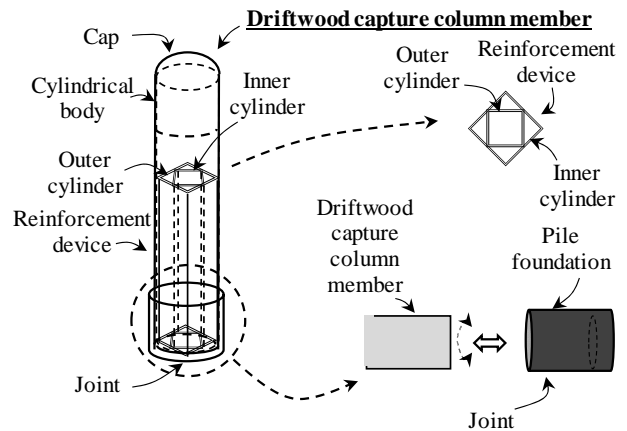 Driftwood capture column member
Cap
Cylindrical
body
Inner
cylinder
Outer
cylinder
Reinforcement
device
Joint
Outer
cylinder
Reinforcement
device
Inner
cylinder
Driftwood
capture
column
member
Pile
foundation
Joint